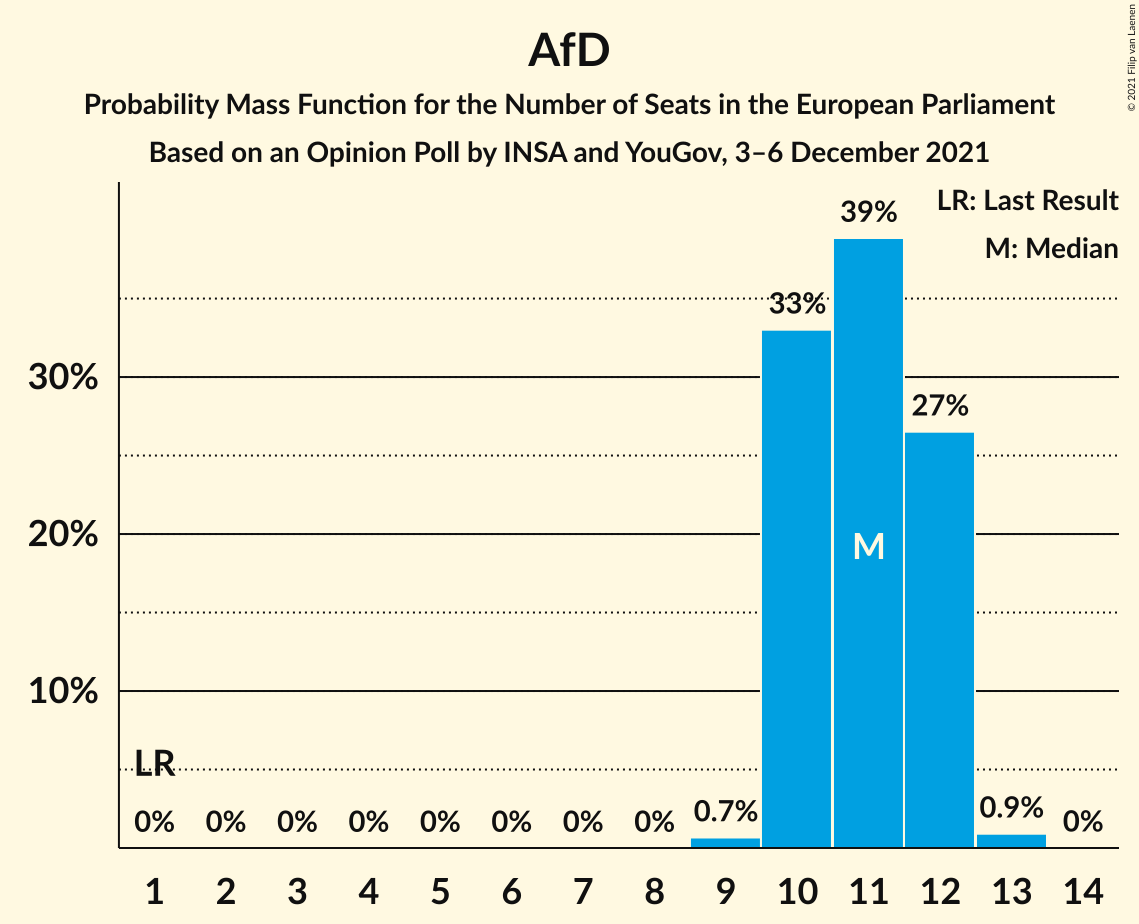 AfD
Probability Mass Function for the Number of Seats in the European Parliament
Based on an Opinion Poll by INSA and YouGov, 3–6 December 2021
© 2021 Filip van Laenen
LR: Last Result
M: Median
39%
33%
30%
27%
20%
M
10%
LR
0% 0% 0% 0% 0% 0% 0% 0% 0.7% 0.9% 0%
1 2 3 4 5 6 7 8 9 10 11 12 13 14